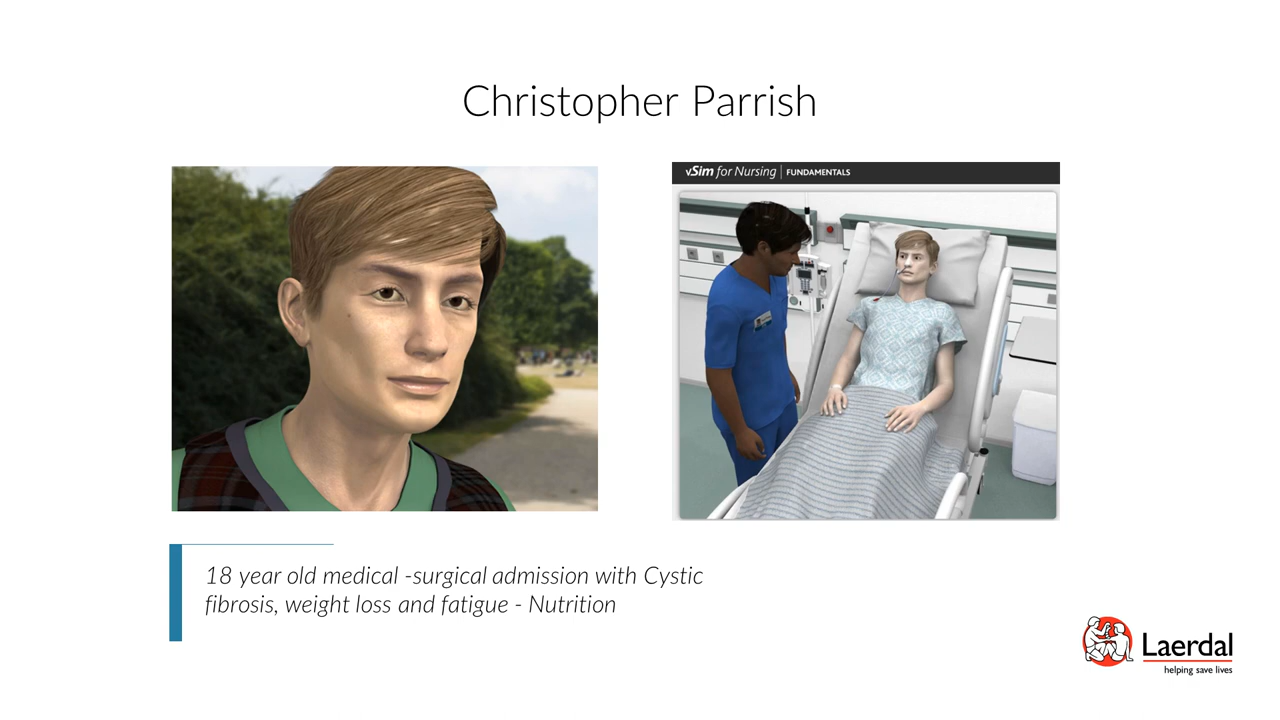 Christopher Parrish
vSim for Nursing | FUNDAMENTALS
18 year old medical -surgical admission with Cystic
fibrosis, weight loss and fatigue - Nutrition
Laerdal
helping save lives